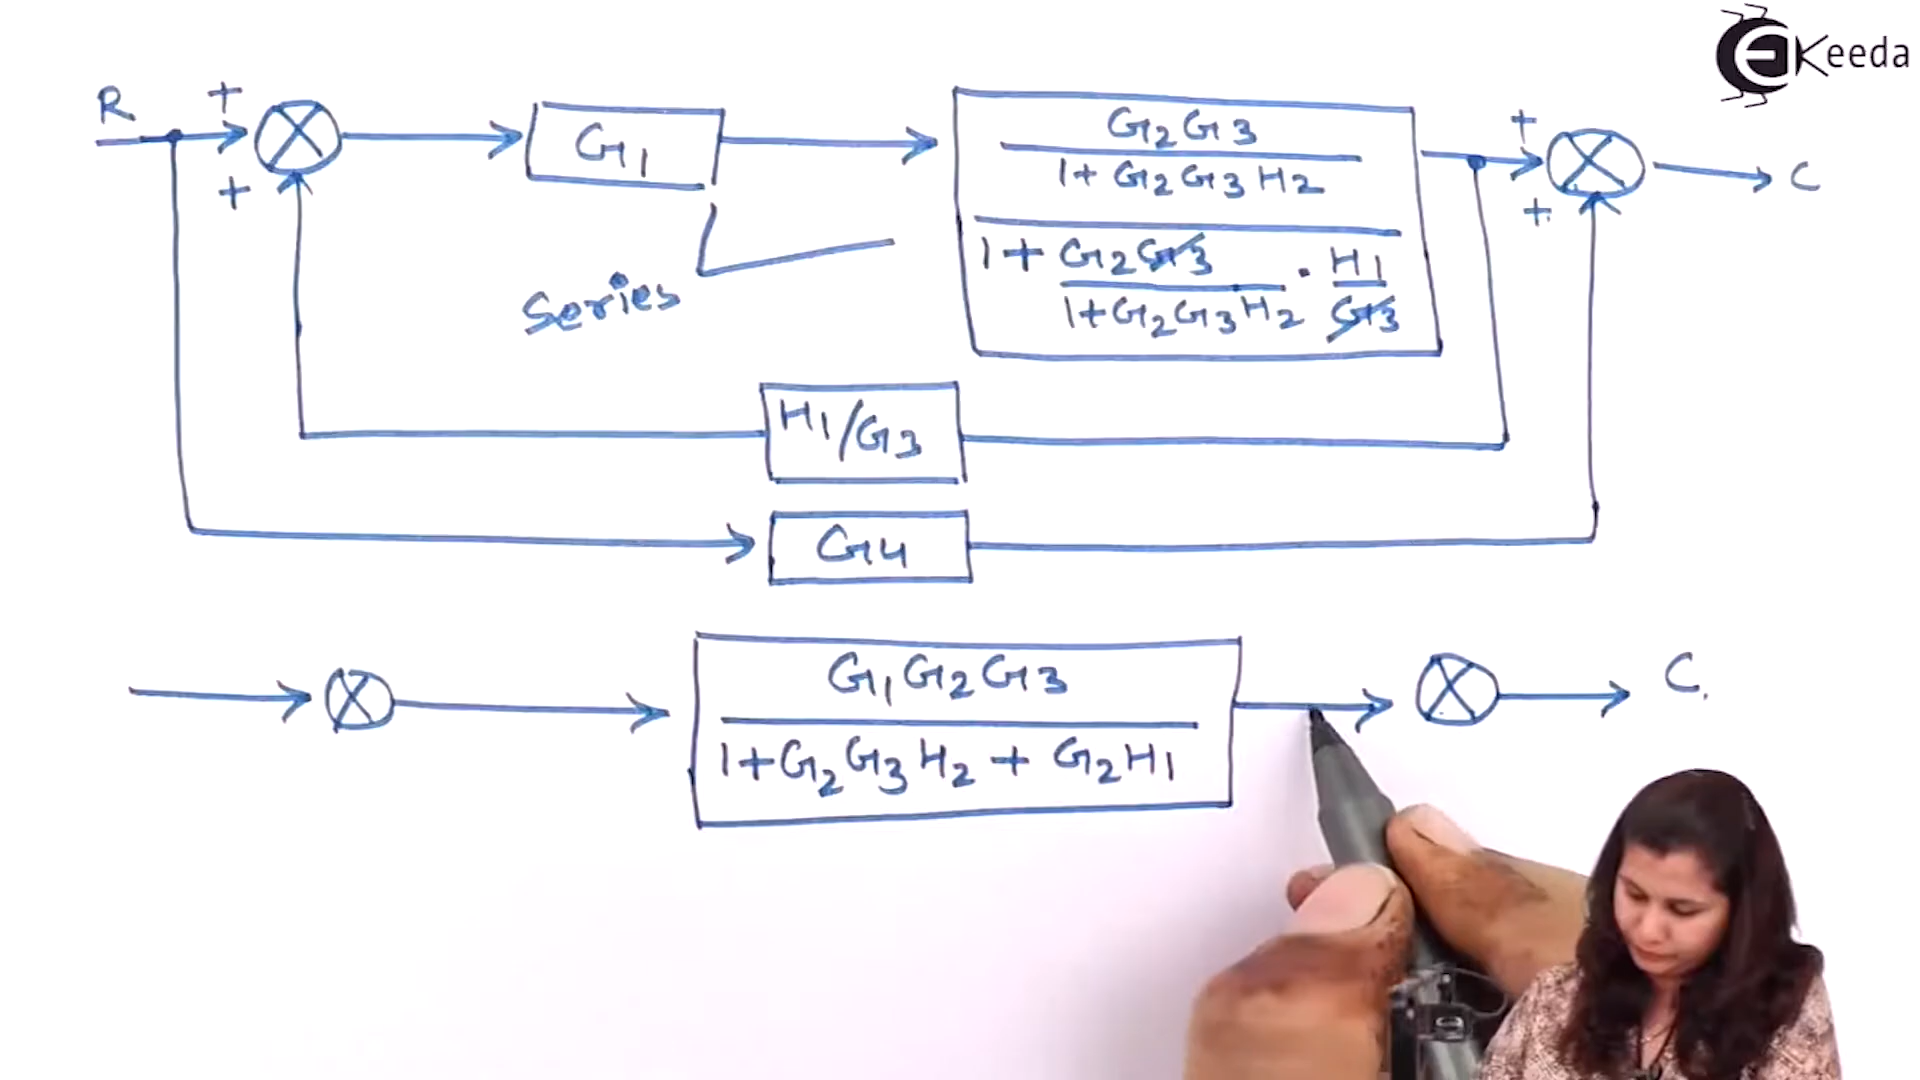 EKeeda
R
+
+
G1
G2G3
1+G2G3H2
1+ G2G3 . H1
1+G2G3H2 G3
+
+
C
Series
H1/G3
G4
G1G2G3
1+G2G3H2 + G2H1
C